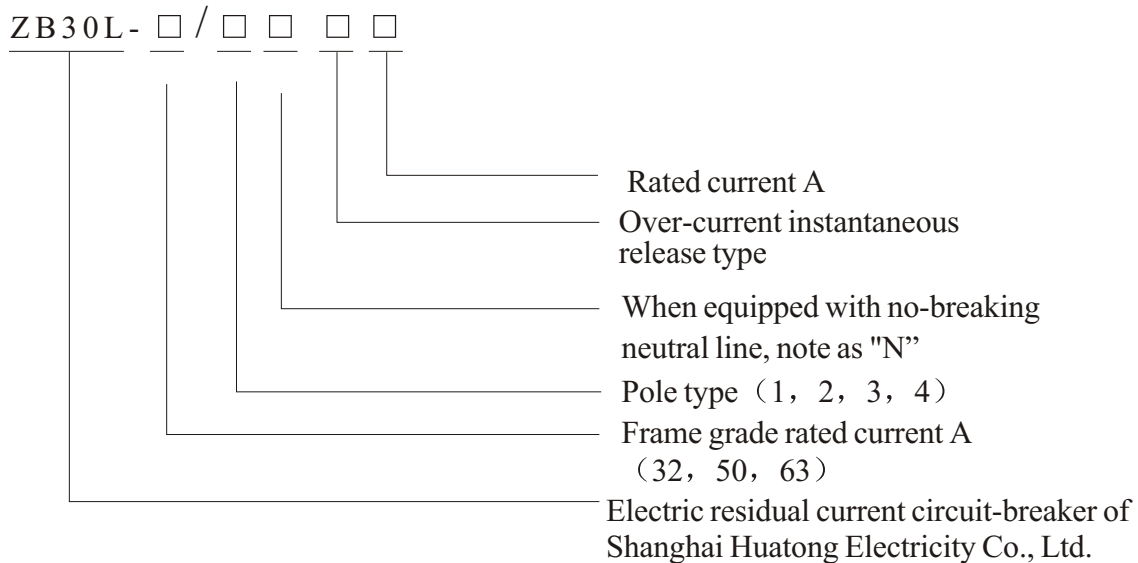 ZB30L-□/□□ □□
Rated current A
Over-current instantaneous
release type
When equipped with no-breaking
neutral line, note as "N”
Pole type（1，2，3，4）
Frame grade rated current A
（32，50，63）
Electric residual current circuit-breaker of
Shanghai Huatong Electricity Co., Ltd.